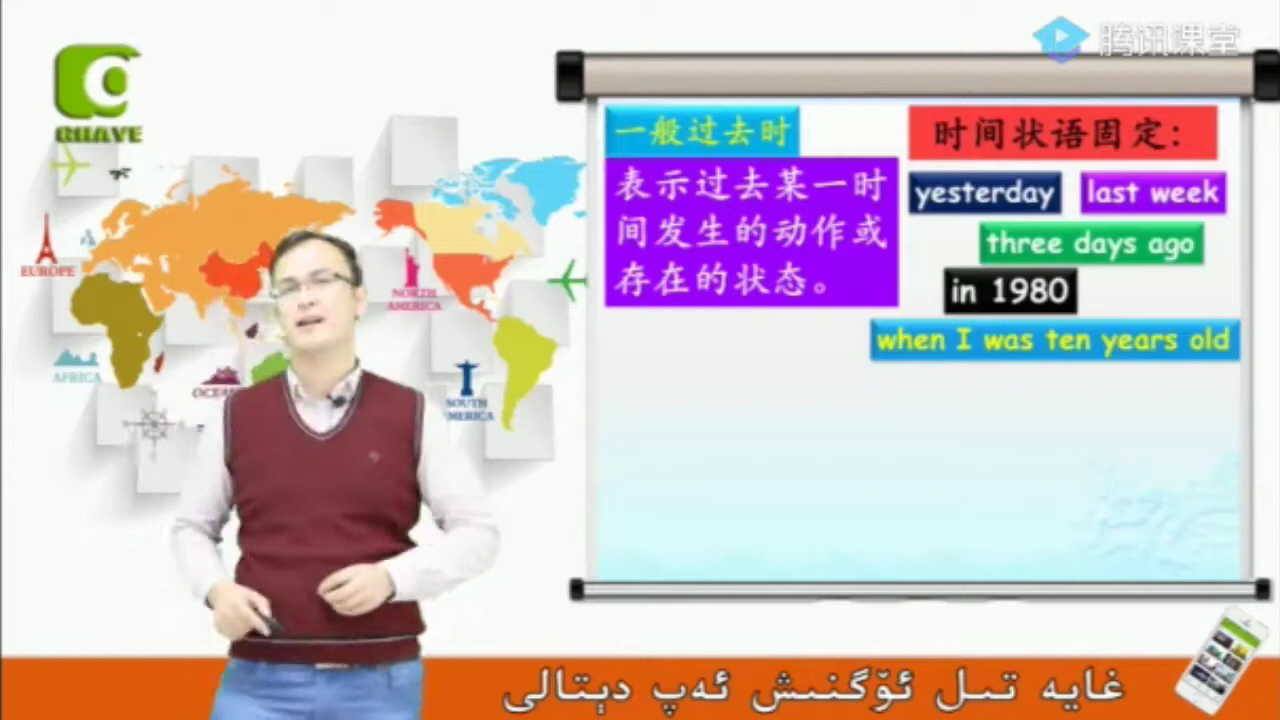 腾讯课堂
GHAYE
一般过去时
表示过去某一时
间发生的动作或
存在的状态。
时间状语固定:
yesterday
last week
three days ago
in 1980
when I was ten years old
EUROPE
NORTH
AMERICA
AFRICA
SOUTH
غايە تىل ئۆگىنىش ئەپ دېتالى